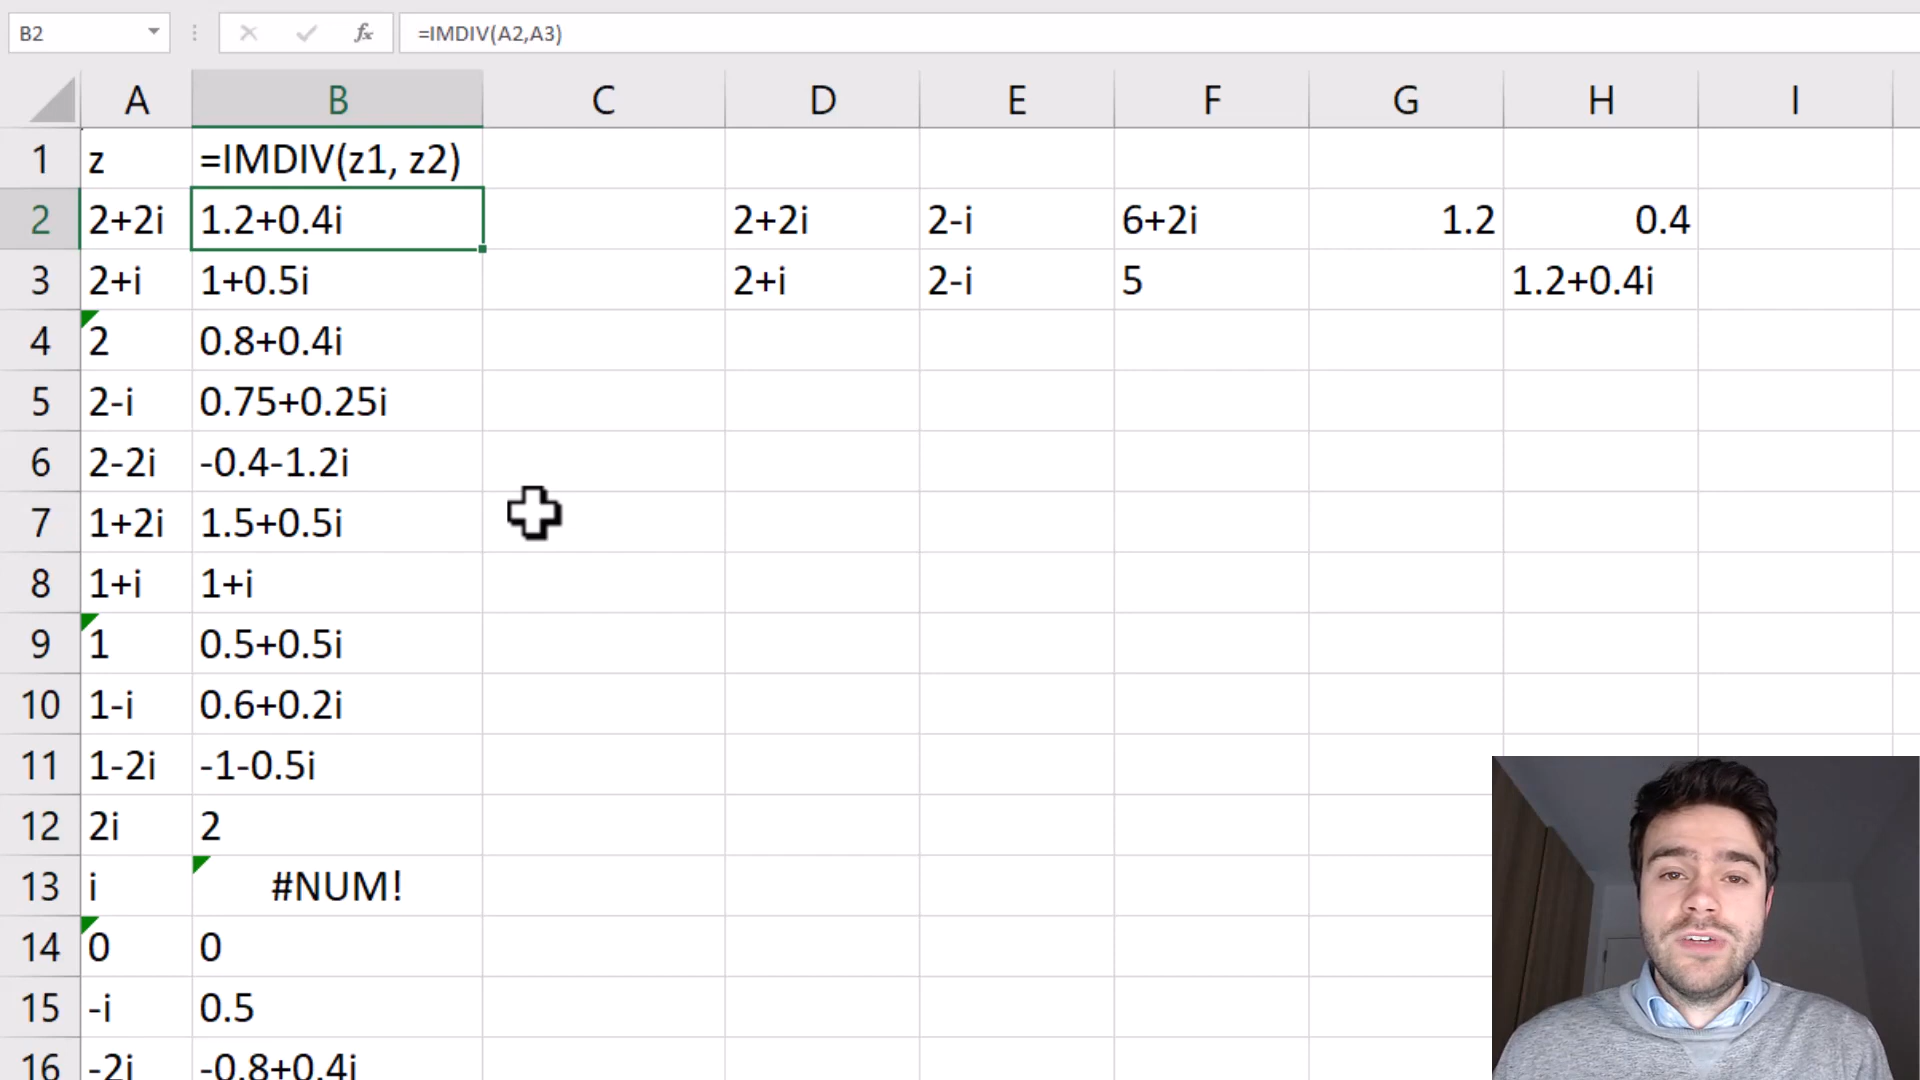 B2 fx =IMDIV(A2,A3)
A B C D E F G H I
1 z =IMDIV(z1, z2)
2 2+2i 1.2+0.4i 2+2i 2-i 6+2i 1.2 0.4
3 2+i 1+0.5i 2+i 2-i 5 1.2+0.4i
4 2 0.8+0.4i
5 2-i 0.75+0.25i
6 2-2i -0.4-1.2i
7 1+2i 1.5+0.5i
8 1+i 1+i
9 1 0.5+0.5i
10 1-i 0.6+0.2i
11 1-2i -1-0.5i
12 2i 2
13 i #NUM!
14 0 0
15 -i 0.5
16 -2i -0.8+0.4i